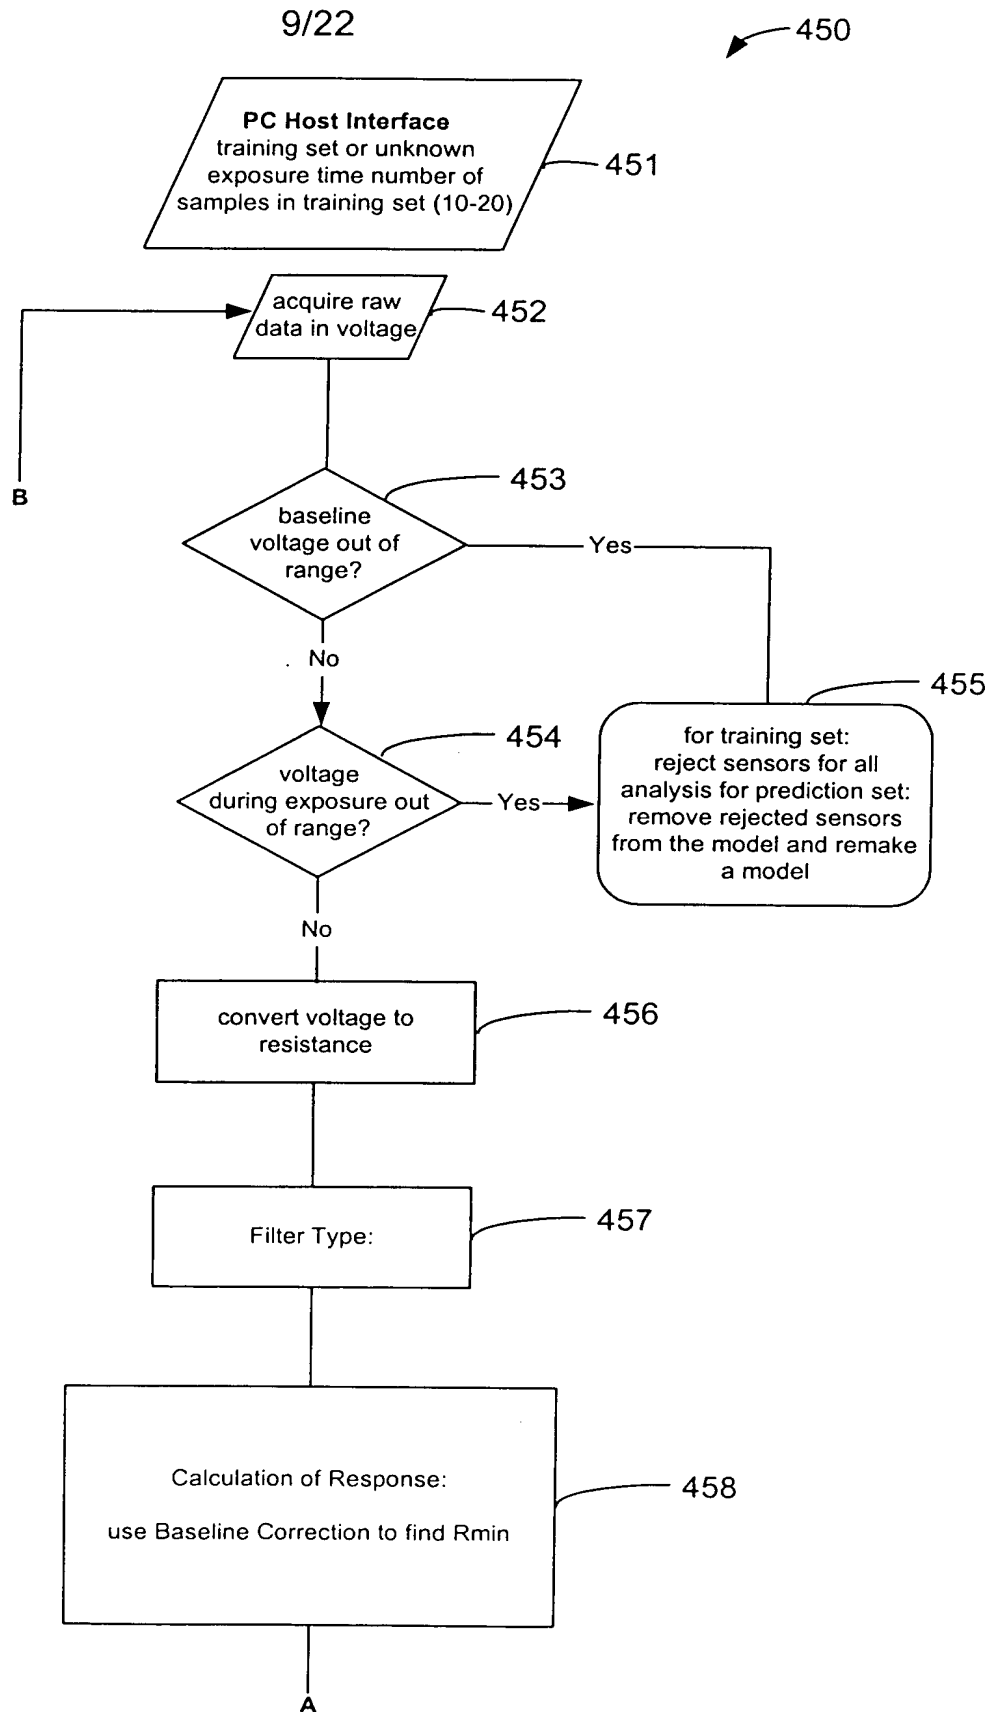 9/22
450
PC Host Interface
training set or unknown
exposure time number of
samples in training set (10-20)
451
acquire raw
data in voltage
452
B
453
baseline
voltage out of
range?
Yes
No
455
454
voltage
during exposure out
of range?
Yes
for training set:
reject sensors for all
analysis for prediction set:
remove rejected sensors
from the model and remake
a model
No
convert voltage to
resistance
456
Filter Type:
457
Calculation of Response:
use Baseline Correction to find Rmin
458
A